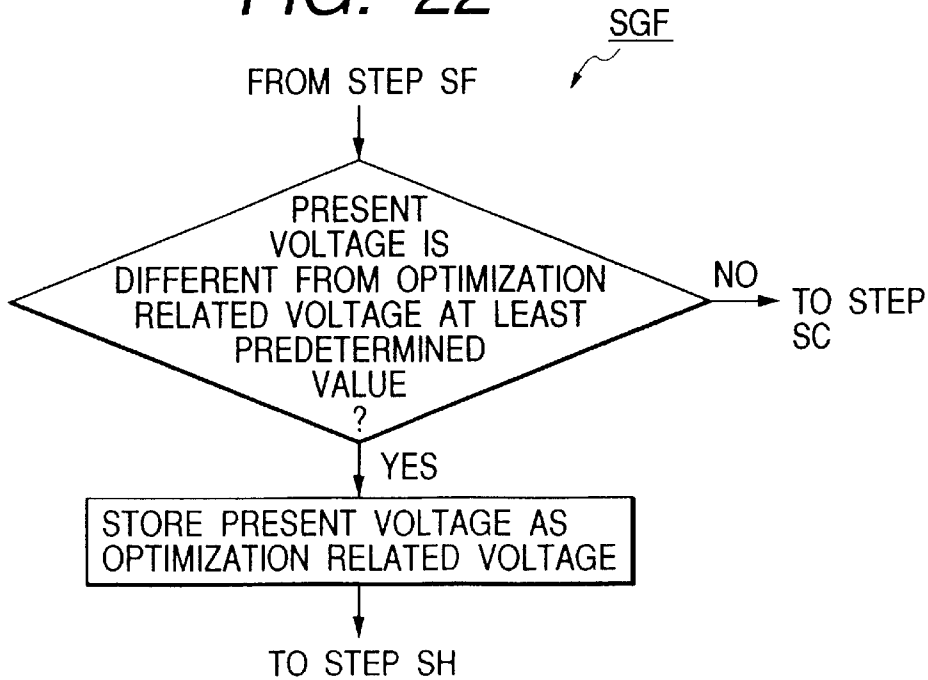 FIG. 22
SGF
FROM STEP SF
PRESENT
VOLTAGE IS
DIFFERENT FROM OPTIMIZATION
RELATED VOLTAGE AT LEAST
PREDETERMINED
VALUE
?
NO
TO STEP
SC
YES
STORE PRESENT VOLTAGE AS
OPTIMIZATION RELATED VOLTAGE
TO STEP SH